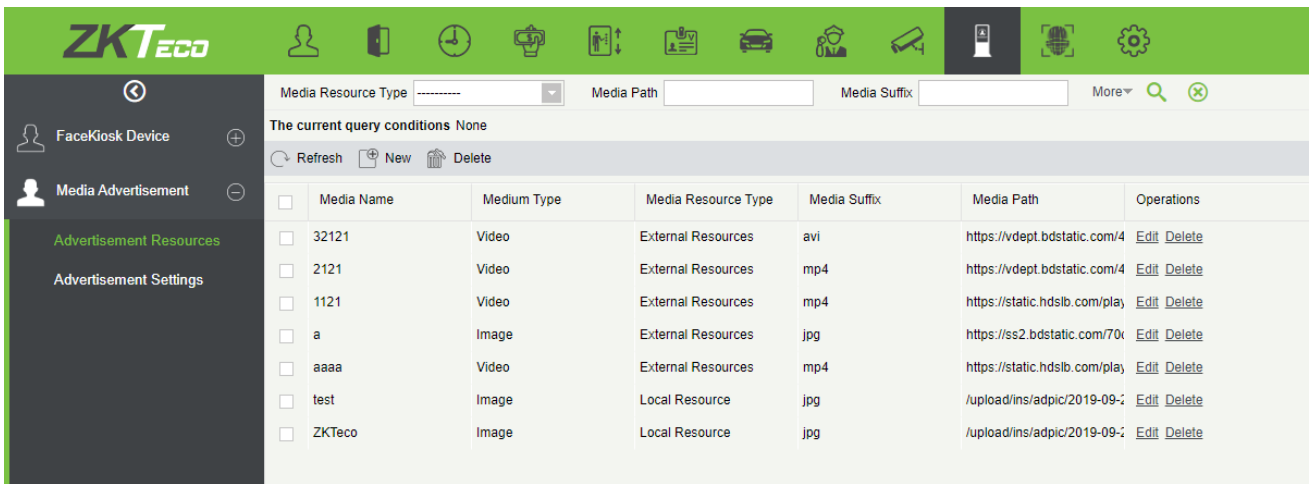 ZKTeco
Media Resource Type ---------- Media Path Media Suffix More
The current query conditions None
FaceKiosk Device
Refresh New Delete
Media Advertisement
Media Name Medium Type Media Resource Type Media Suffix Media Path Operations
Advertisement Resources
32121 Video External Resources avi https://vdept.bdstatic.com/4 Edit Delete
2121 Video External Resources mp4 https://vdept.bdstatic.com/4 Edit Delete
Advertisement Settings
1121 Video External Resources mp4 https://static.hdslb.com/play Edit Delete
a Image External Resources jpg https://ss2.bdstatic.com/70c Edit Delete
aaaa Video External Resources mp4 https://static.hdslb.com/play Edit Delete
test Image Local Resource jpg /upload/ins/adpic/2019-09-2 Edit Delete
ZKTeco Image Local Resource jpg /upload/ins/adpic/2019-09-2 Edit Delete